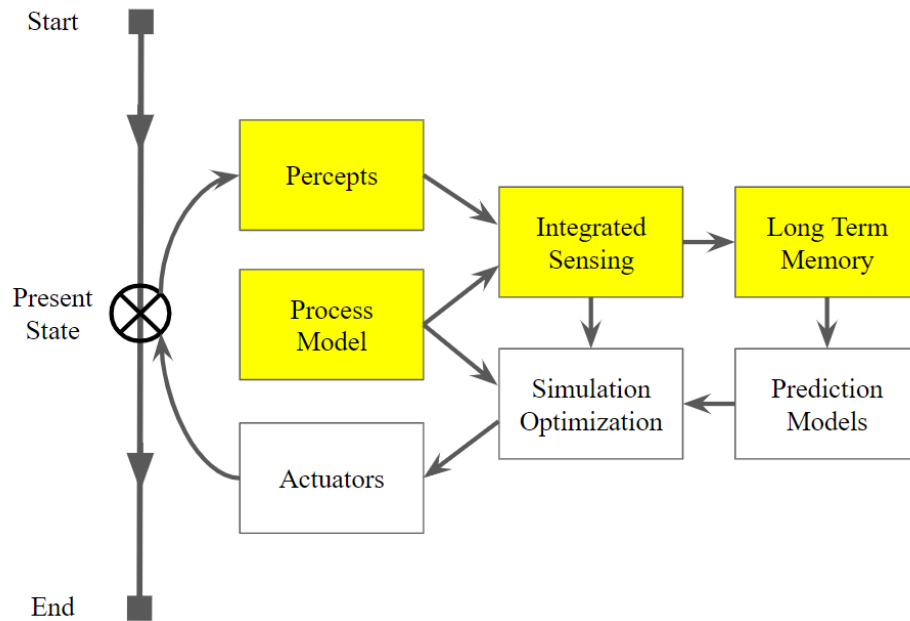 Start
Percepts
Integrated
Sensing
Long Term
Memory
Present
State
Process
Model
Simulation
Optimization
Prediction
Models
Actuators
End